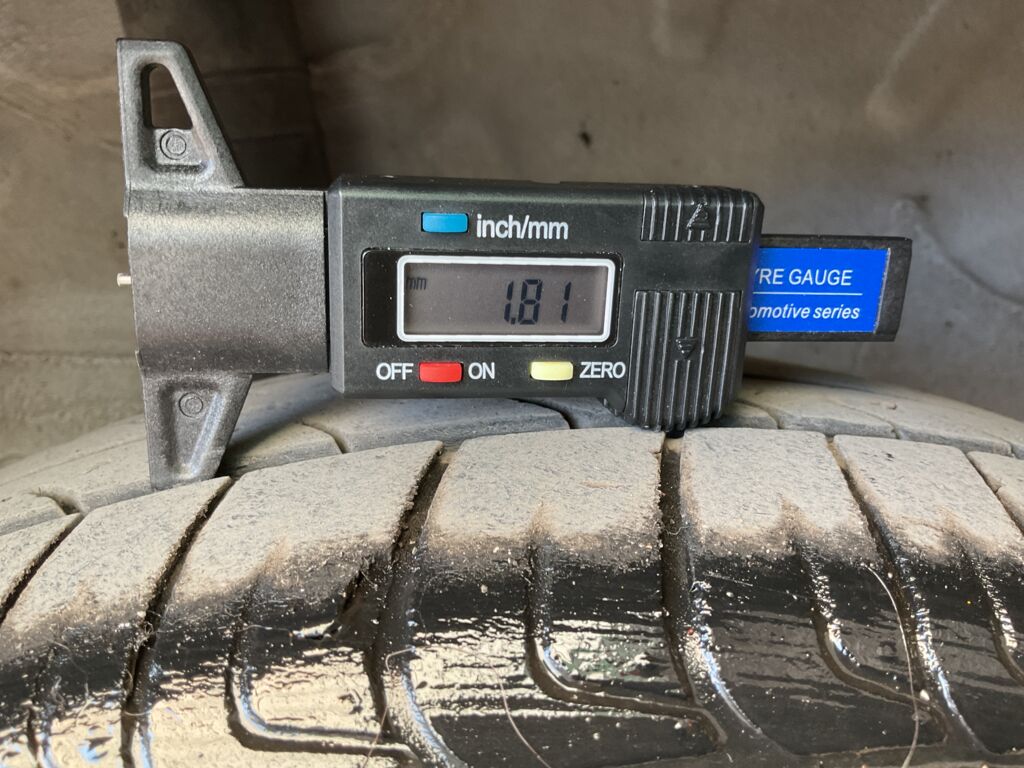 inch/mm
mm 1.81
OFF ON ZERO
YRE GAUGE
omotive series